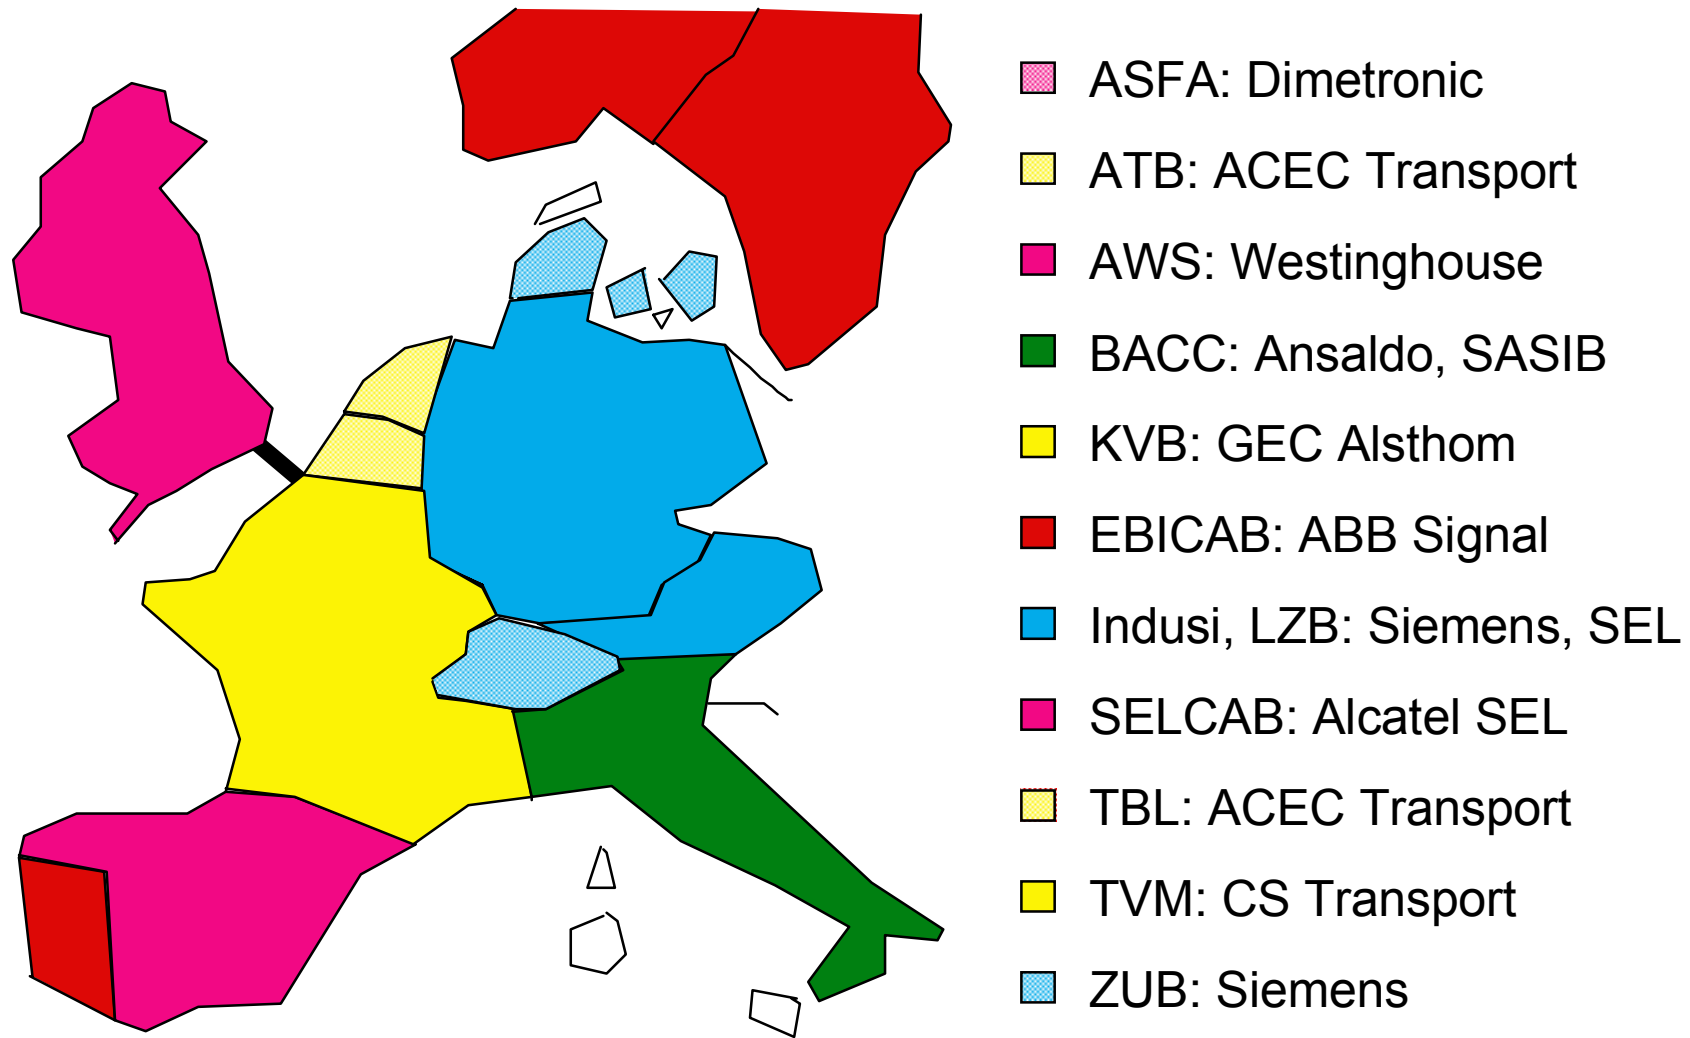 ASFA: Dimetronic
ATB: ACEC Transport
AWS: Westinghouse
BACC: Ansaldo, SASIB
KVB: GEC Alsthom
EBICAB: ABB Signal
Indusi, LZB: Siemens, SEL
SELCAB: Alcatel SEL
TBL: ACEC Transport
TVM: CS Transport
ZUB: Siemens